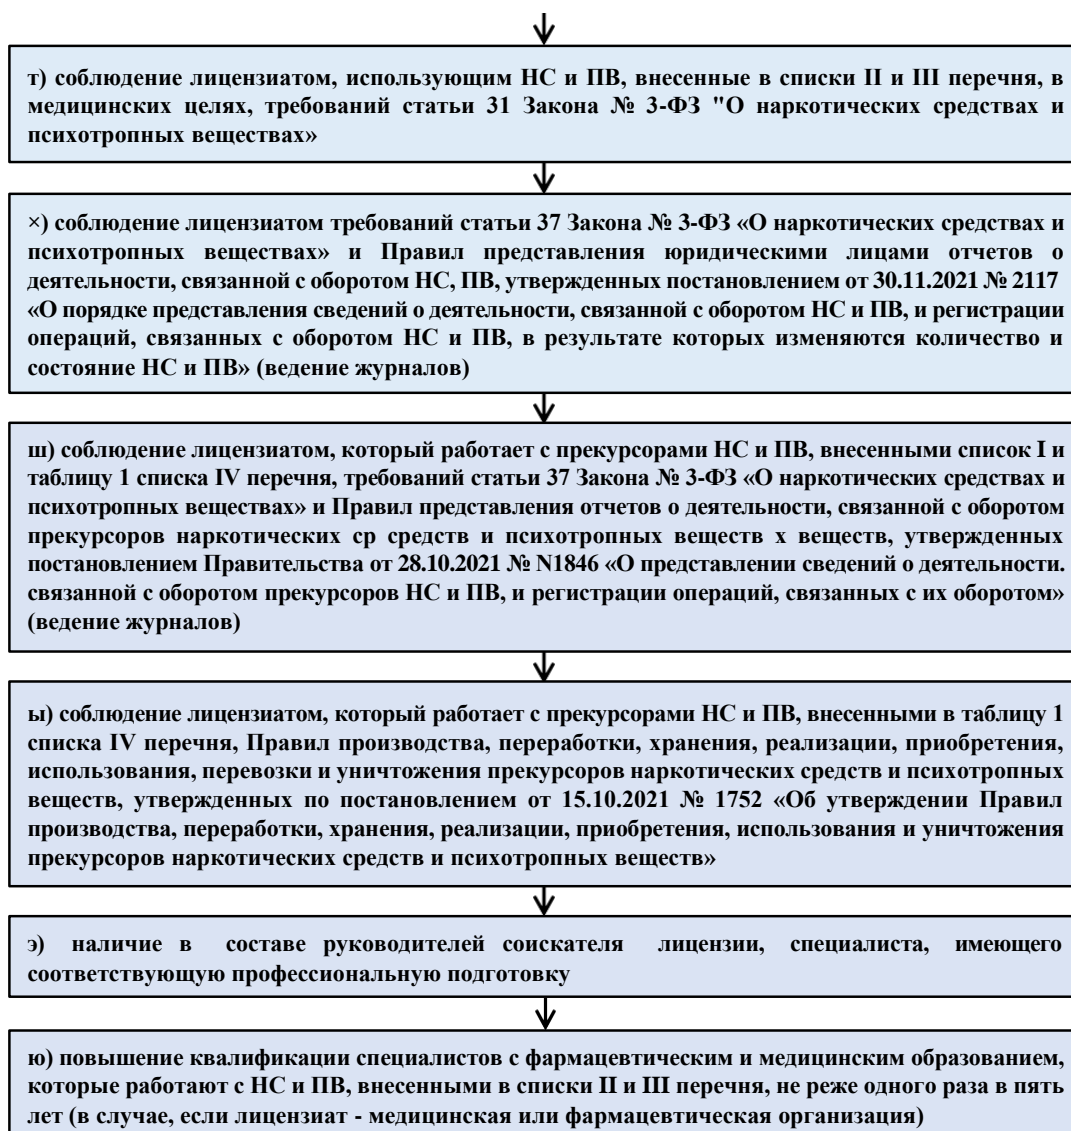 т) соблюдение лицензиатом, использующим НС и ПВ, внесенные в списки II и III перечня, в
медицинских целях, требований статьи 31 Закона № 3-ФЗ "О наркотических средствах и
психотропных веществах»
×) соблюдение лицензиатом требований статьи 37 Закона № 3-ФЗ «О наркотических средствах и
психотропных веществах» и Правил представления юридическими лицами отчетов о
деятельности, связанной с оборотом НС, ПВ, утвержденных постановлением от 30.11.2021 № 2117
«О порядке представления сведений о деятельности, связанной с оборотом НС и ПВ, и регистрации
операций, связанных с оборотом НС и ПВ, в результате которых изменяются количество и
состояние НС и ПВ» (ведение журналов)
ш) соблюдение лицензиатом, который работает с прекурсорами НС и ПВ, внесенными список I и
таблицу 1 списка IV перечня, требований статьи 37 Закона № 3-ФЗ «О наркотических средствах и
психотропных веществах» и Правил представления отчетов о деятельности, связанной с оборотом
прекурсоров наркотических ср средств и психотропных веществ х веществ, утвержденных
постановлением Правительства от 28.10.2021 № N1846 «О представлении сведений о деятельности.
связанной с оборотом прекурсоров НС и ПВ, и регистрации операций, связанных с их оборотом»
(ведение журналов)
ы) соблюдение лицензиатом, который работает с прекурсорами НС и ПВ, внесенными в таблицу 1
списка IV перечня, Правил производства, переработки, хранения, реализации, приобретения,
использования, перевозки и уничтожения прекурсоров наркотических средств и психотропных
веществ, утвержденных по постановлением от 15.10.2021 № 1752 «Об утверждении Правил
производства, переработки, хранения, реализации, приобретения, использования и уничтожения
прекурсоров наркотических средств и психотропных веществ»
э) наличие в составе руководителей соискателя лицензии, специалиста, имеющего
соответствующую профессиональную подготовку
ю) повышение квалификации специалистов с фармацевтическим и медицинским образованием,
которые работают с НС и ПВ, внесенными в списки II и III перечня, не реже одного раза в пять
лет (в случае, если лицензиат - медицинская или фармацевтическая организация)